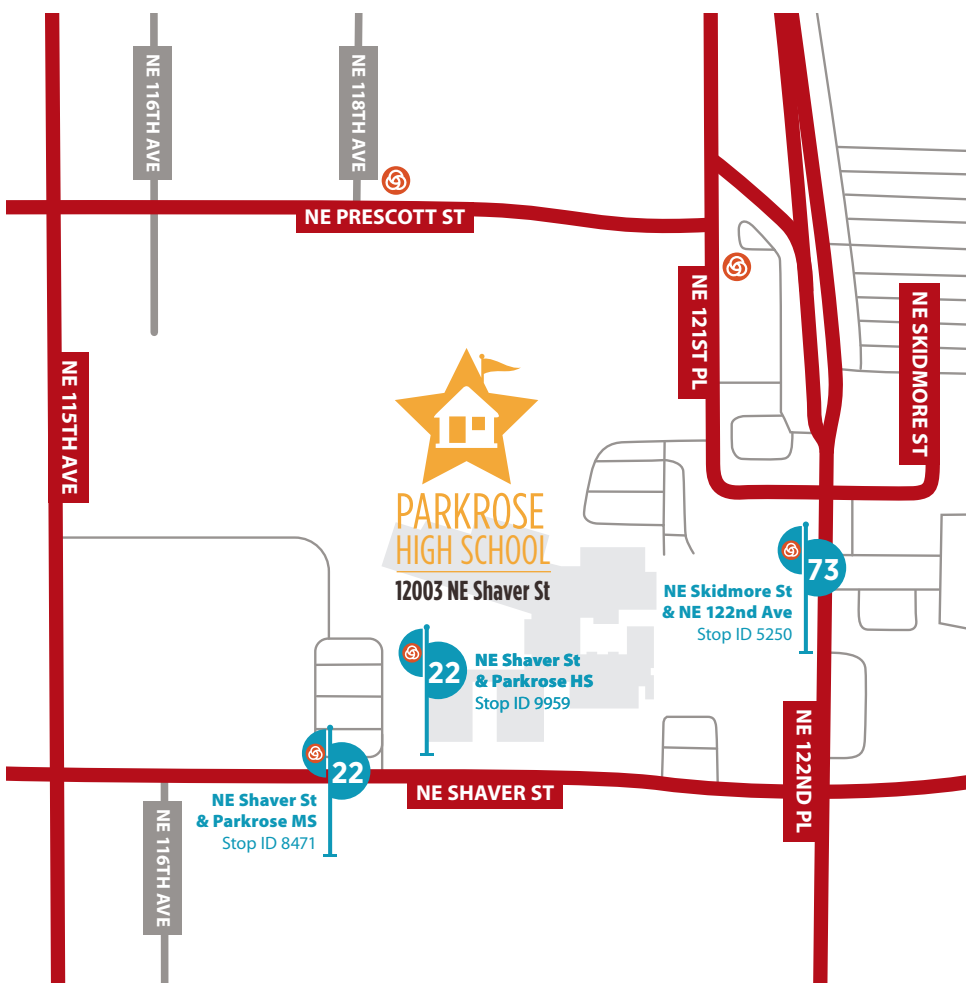 NE 116TH AVE
NE 118TH AVE
NE PRESCOTT ST
NE 121ST PL
NE SKIDMORE ST
NE 115TH AVE
PARKROSE
HIGH SCHOOL
12003 NE Shaver St
73
NE Skidmore St
& NE 122nd Ave
Stop ID 5250
22
NE Shaver St
& Parkrose HS
Stop ID 9959
22
NE Shaver St
& Parkrose MS
Stop ID 8471
NE SHAVER ST
NE 122ND PL
NE 116TH AVE